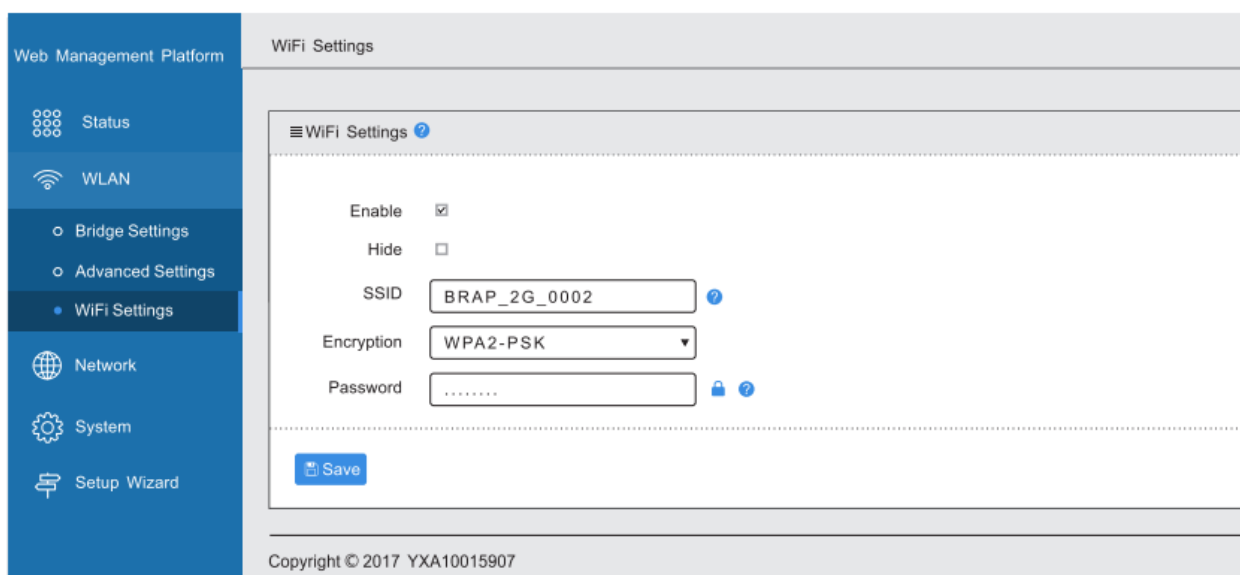 Web Management Platform
WiFi Settings
Status
WLAN
Bridge Settings
Advanced Settings
WiFi Settings
Network
System
Setup Wizard
WiFi Settings ?
Enable
Hide
SSID BRAP_2G_0002 ?
Encryption WPA2-PSK
Password ........ ?
Save
Copyright © 2017 YXA10015907